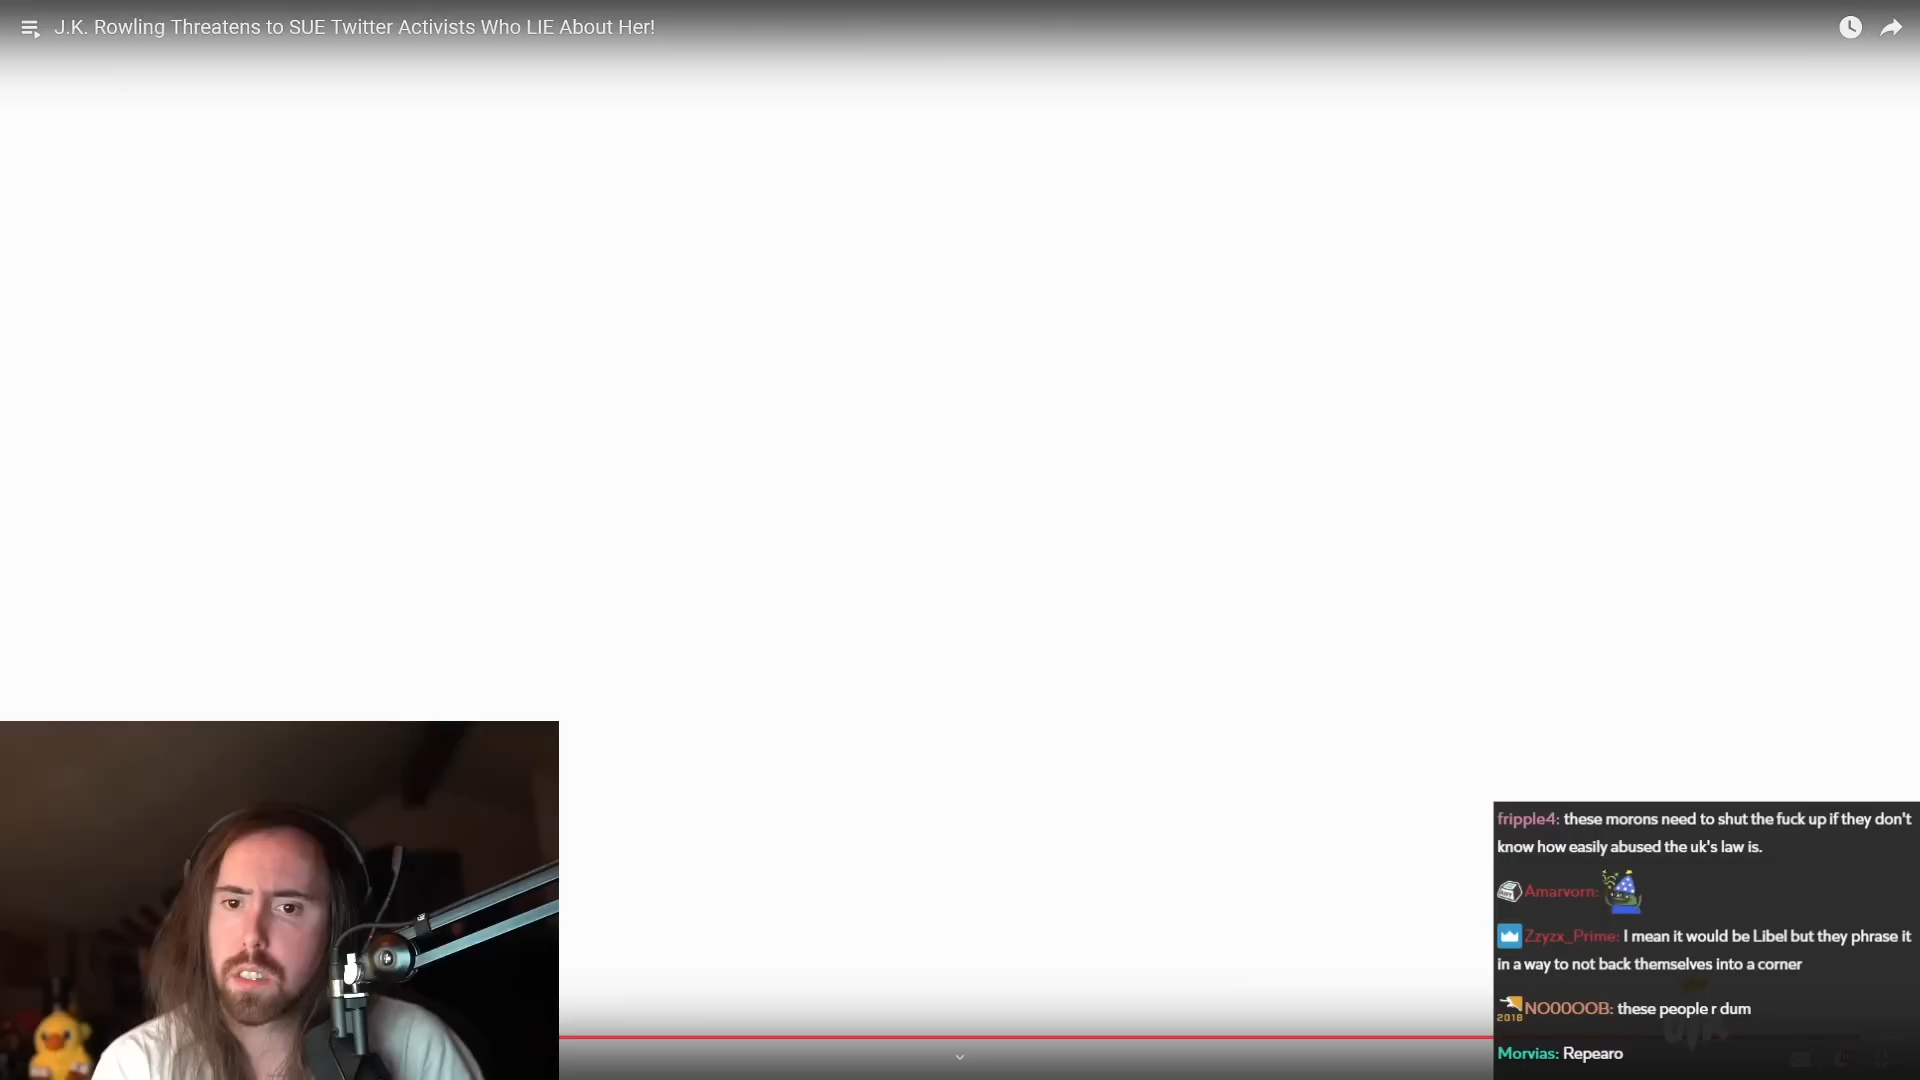 J.K. Rowling Threatens to SUE Twitter Activists Who LIE About Her!
fripple4: these morons need to shut the fuck up if they don't
know how easily abused the uk's law is.
Amarvorn:
Zzyzx_Prime: I mean it would be Libel but they phrase it
in a way to not back themselves into a corner
2018 NO00OOB: these people r dum
Morvias: Repearo